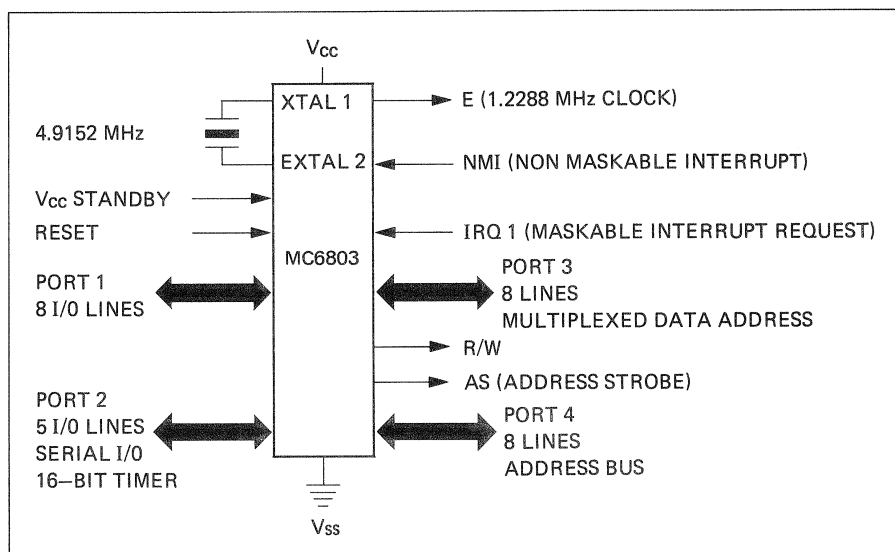 Vcc
XTAL 1
E (1.2288 MHz CLOCK)
4.9152 MHz
EXTAL 2
NMI (NON MASKABLE INTERRUPT)
Vcc STANDBY
RESET
IRQ 1 (MASKABLE INTERRUPT REQUEST)
MC6803
PORT 1
8 I/0 LINES
PORT 3
8 LINES
MULTIPLEXED DATA ADDRESS
R/W
AS (ADDRESS STROBE)
PORT 2
5 I/0 LINES
SERIAL I/0
16-BIT TIMER
PORT 4
8 LINES
ADDRESS BUS
Vss